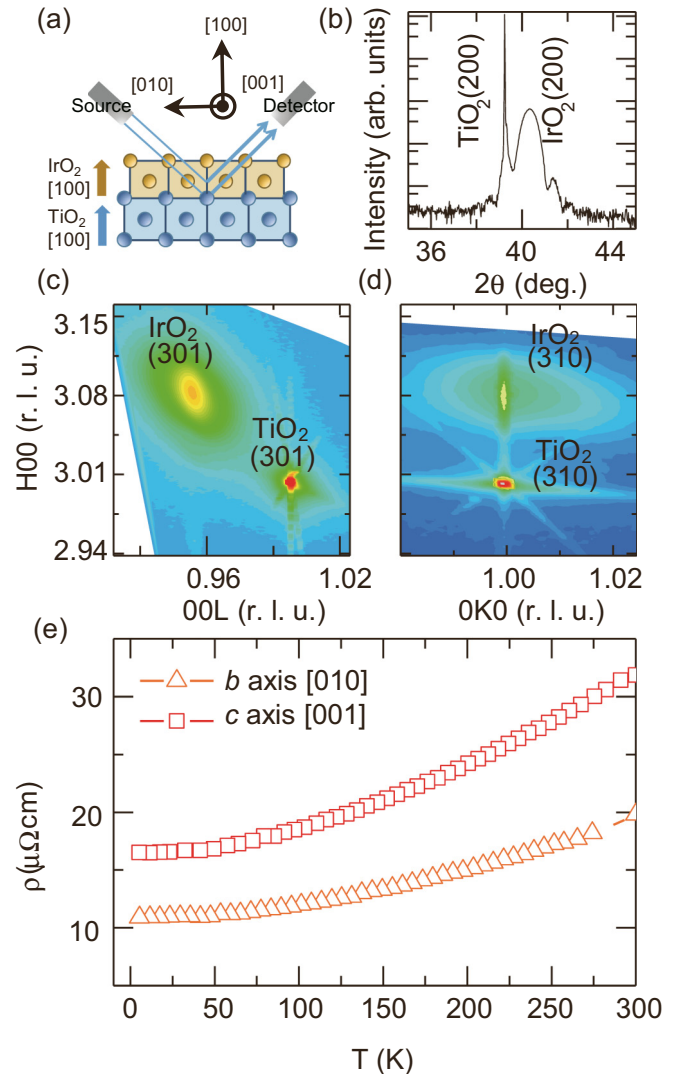 (a)
[100]
[010]
[001]
Source
Detector
IrO₂
[100]
TiO₂
[100]
(b)
Intensity (arb. units)
TiO₂(200)
IrO₂(200)
36
40
44
2θ (deg.)
(c)
H00 (r. l. u.)
3.15
3.08
3.01
2.94
IrO₂
(301)
TiO₂
(301)
0.96
1.02
00L (r. l. u.)
(d)
IrO₂
(310)
TiO₂
(310)
1.00
1.02
0K0 (r. l. u.)
(e)
ρ (μΩcm)
30
20
10
b axis [010]
c axis [001]
0
50
100
150
200
250
300
T (K)